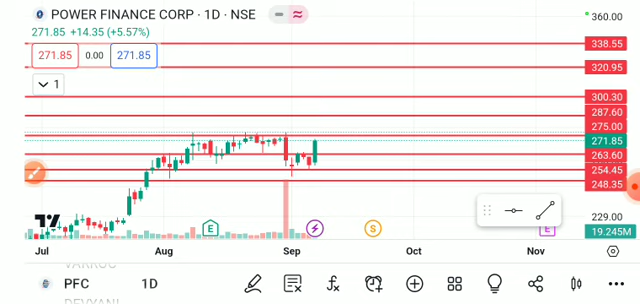 POWER FINANCE CORP · 1D · NSE
360.00
271.85 +14.35 (+5.57%)
271.85 0.00 271.85
338.55
320.95
1
300.30
287.60
275.00
271.85
263.60
254.45
248.35
229.00
19.245M
E
S
E
Jul Aug Sep Oct Nov
PFC 1D